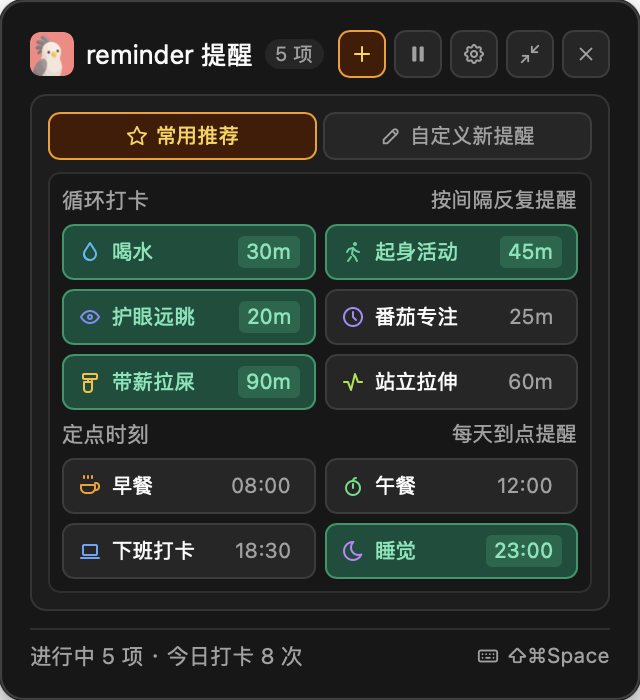 reminder 提醒 5 项
常用推荐 自定义新提醒
循环打卡 按间隔反复提醒
喝水 30m 起身活动 45m
护眼远眺 20m 番茄专注 25m
带薪拉屎 90m 站立拉伸 60m
定点时刻 每天到点提醒
早餐 08:00 午餐 12:00
下班打卡 18:30 睡觉 23:00
进行中 5 项 · 今日打卡 8 次 ⇧⌘Space